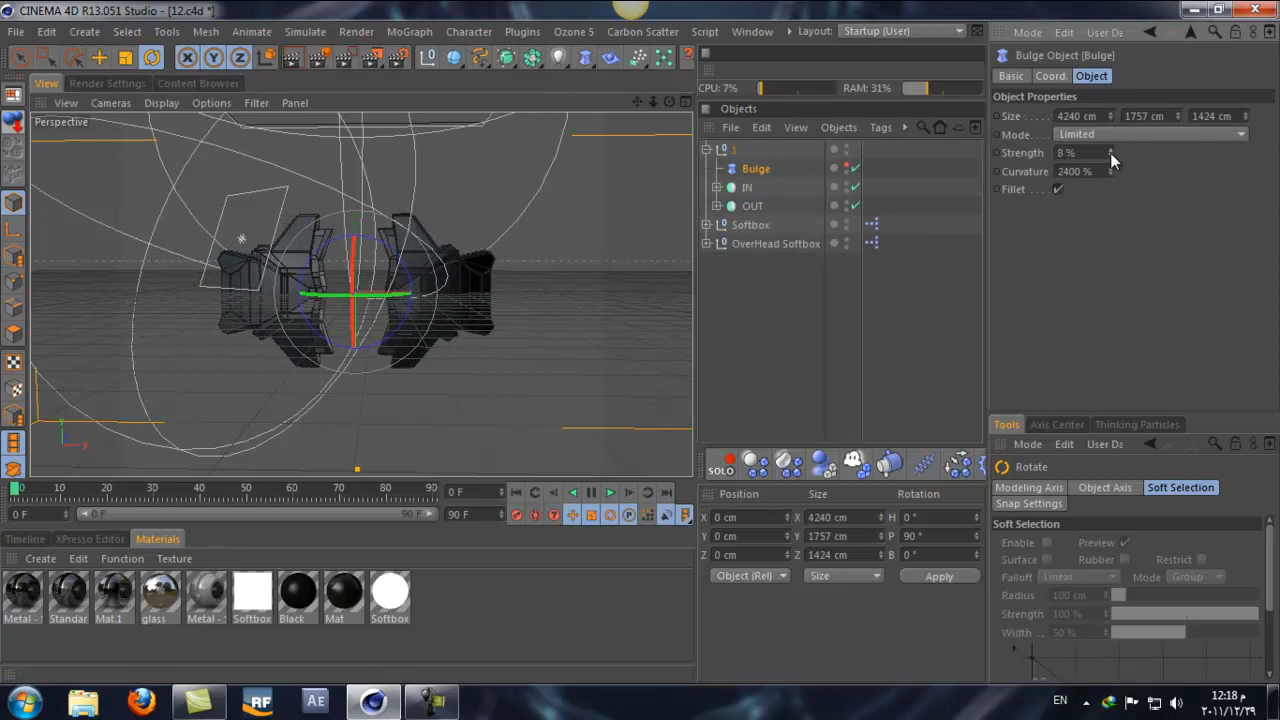 CINEMA 4D R13.051 Studio - [12.c4d *]
File Edit Create Select Tools Mesh Animate Simulate Render MoGraph Character Plugins Ozone 5 Carbon Scatter Script Window Layout: Startup (User)
X Y Z
View Render Settings Content Browser
View Cameras Display Options Filter Panel
Perspective
Y
X
0 10 20 30 40 50 60 70 80 90 0 F
0 F 0 F 90 F 90 F
Timeline XPresso Editor Materials
Create Edit Function Texture
Metal - Standar Mat.1 glass Metal - Softbox Black Mat Softbox
CPU: 7% RAM: 31%
Objects
File Edit View Objects Tags
1
Bulge
IN
OUT
Softbox
OverHead Softbox
SOLO
Position Size Rotation
X 0 cm X 4240 cm H 0 °
Y 0 cm Y 1757 cm P 90 °
Z 0 cm Z 1424 cm B 0 °
Object (Rel) Size Apply
Mode Edit User Da
Bulge Object [Bulge]
Basic Coord. Object
Object Properties
Size 4240 cm 1757 cm 1424 cm
Mode Limited
Strength 8 %
Curvature 2400 %
Fillet
Tools Axis Center Thinking Particles
Mode Edit User Da
Rotate
Modeling Axis Object Axis Soft Selection
Snap Settings
Soft Selection
Enable Preview
Surface Rubber Restrict
Falloff Linear Mode Group
Radius 100 cm
Strength 100 %
Width 50 %
RF Ae EN
12:18 م
٢٠١١/١٢/٢٩